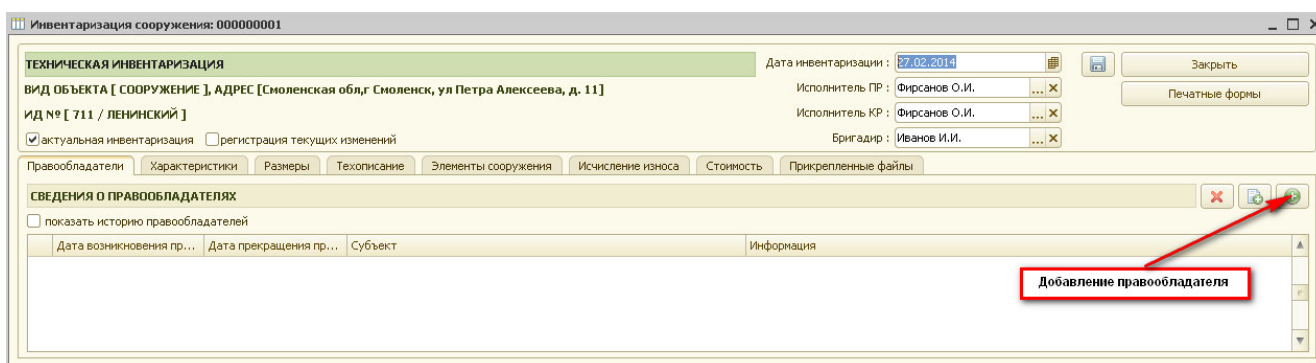 Инвентаризация сооружения: 000000001
ТЕХНИЧЕСКАЯ ИНВЕНТАРИЗАЦИЯ
Дата инвентаризации : 27.02.2014
Закрыть
ВИД ОБЪЕКТА [ СООРУЖЕНИЕ ], АДРЕС [Смоленская обл,г Смоленск, ул Петра Алексеева, д. 11]
Исполнитель ПР : Фирсанов О.И. ...
Печатные формы
ИД № [ 711 / ЛЕНИНСКИЙ ]
Исполнитель КР : Фирсанов О.И. ...
актуальная инвентаризация регистрация текущих изменений
Бригадир : Иванов И.И. ...
Правообладатели Характеристики Размеры Техописание Элементы сооружения Исчисление износа Стоимость Прикрепленные файлы
СВЕДЕНИЯ О ПРАВООБЛАДАТЕЛЯХ
показать историю правообладателей
Дата возникновения пр... Дата прекращения пр... Субъект Информация
Добавление правообладателя